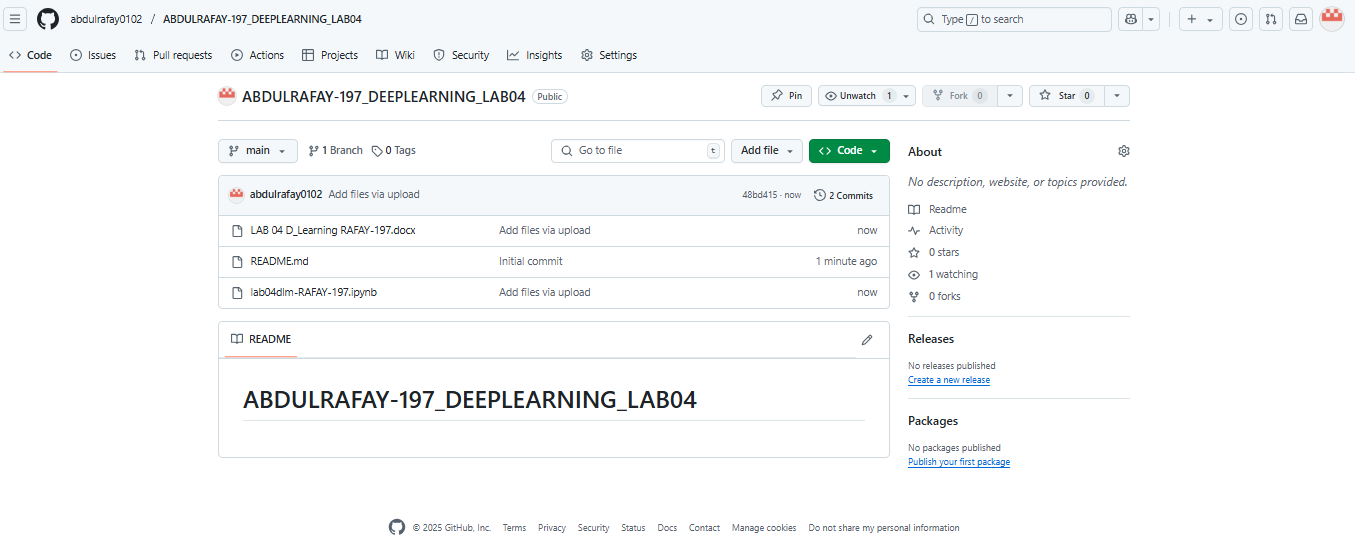 abdulrafay0102 / ABDULRAFAY-197_DEEPLEARNING_LAB04
Type / to search
Code Issues Pull requests Actions Projects Wiki Security Insights Settings
ABDULRAFAY-197_DEEPLEARNING_LAB04 Public
Pin Unwatch 1 Fork 0 Star 0
main 1 Branch 0 Tags Go to file t Add file Code
abdulrafay0102 Add files via upload 48bd415 · now 2 Commits
LAB 04 D_Learning RAFAY-197.docx Add files via upload now
README.md Initial commit 1 minute ago
lab04dlm-RAFAY-197.ipynb Add files via upload now
README
ABDULRAFAY-197_DEEPLEARNING_LAB04
About
No description, website, or topics provided.
Readme
Activity
0 stars
1 watching
0 forks
Releases
No releases published
Create a new release
Packages
No packages published
Publish your first package
© 2025 GitHub, Inc. Terms Privacy Security Status Docs Contact Manage cookies Do not share my personal information